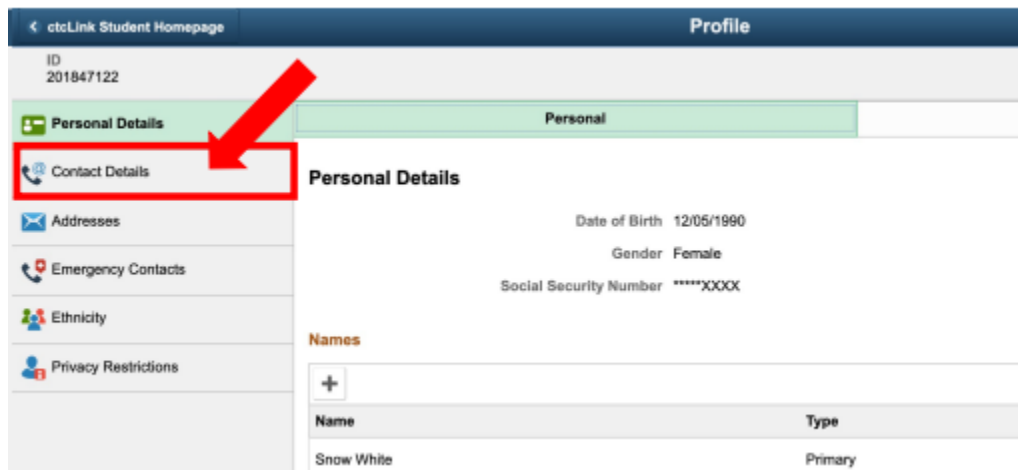 ctcLink Student Homepage
Profile
ID
201847122
Personal Details
Contact Details
Addresses
Emergency Contacts
Ethnicity
Privacy Restrictions
Personal
Personal Details
Date of Birth 12/05/1990
Gender Female
Social Security Number *****XXXX
Names
+
Name Type
Snow White Primary